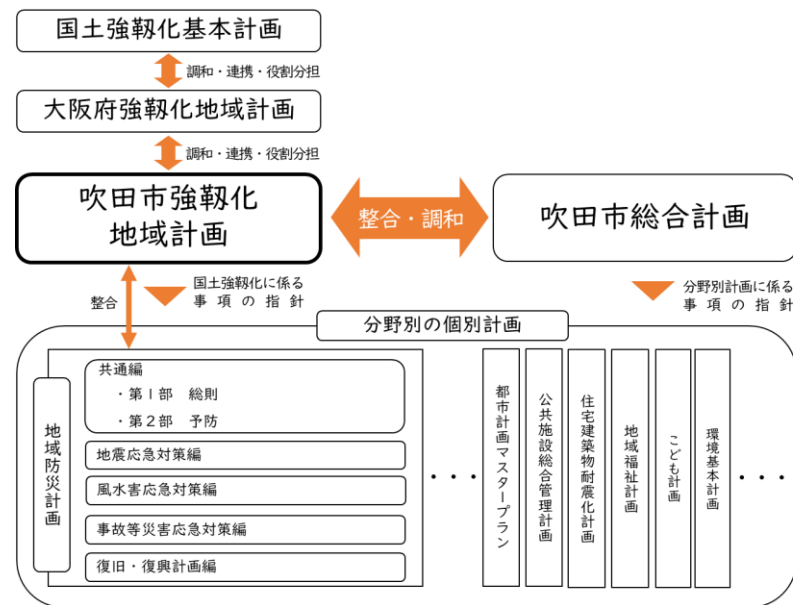 国土強靱化基本計画
調和・連携・役割分担
大阪府強靱化地域計画
調和・連携・役割分担
吹田市強靱化
地域計画
整合・調和
吹田市総合計画
整合
国土強靱化に係る
事項の指針
分野別計画に係る
事項の指針
分野別の個別計画
地域防災計画
共通編
・第1部 総則
・第2部 予防
地震応急対策編
風水害応急対策編
事故等災害応急対策編
復旧・復興計画編
・・・
都市計画マスタープラン
公共施設総合管理計画
住宅建築物耐震化計画
地域福祉計画
こども計画
環境基本計画
・・・